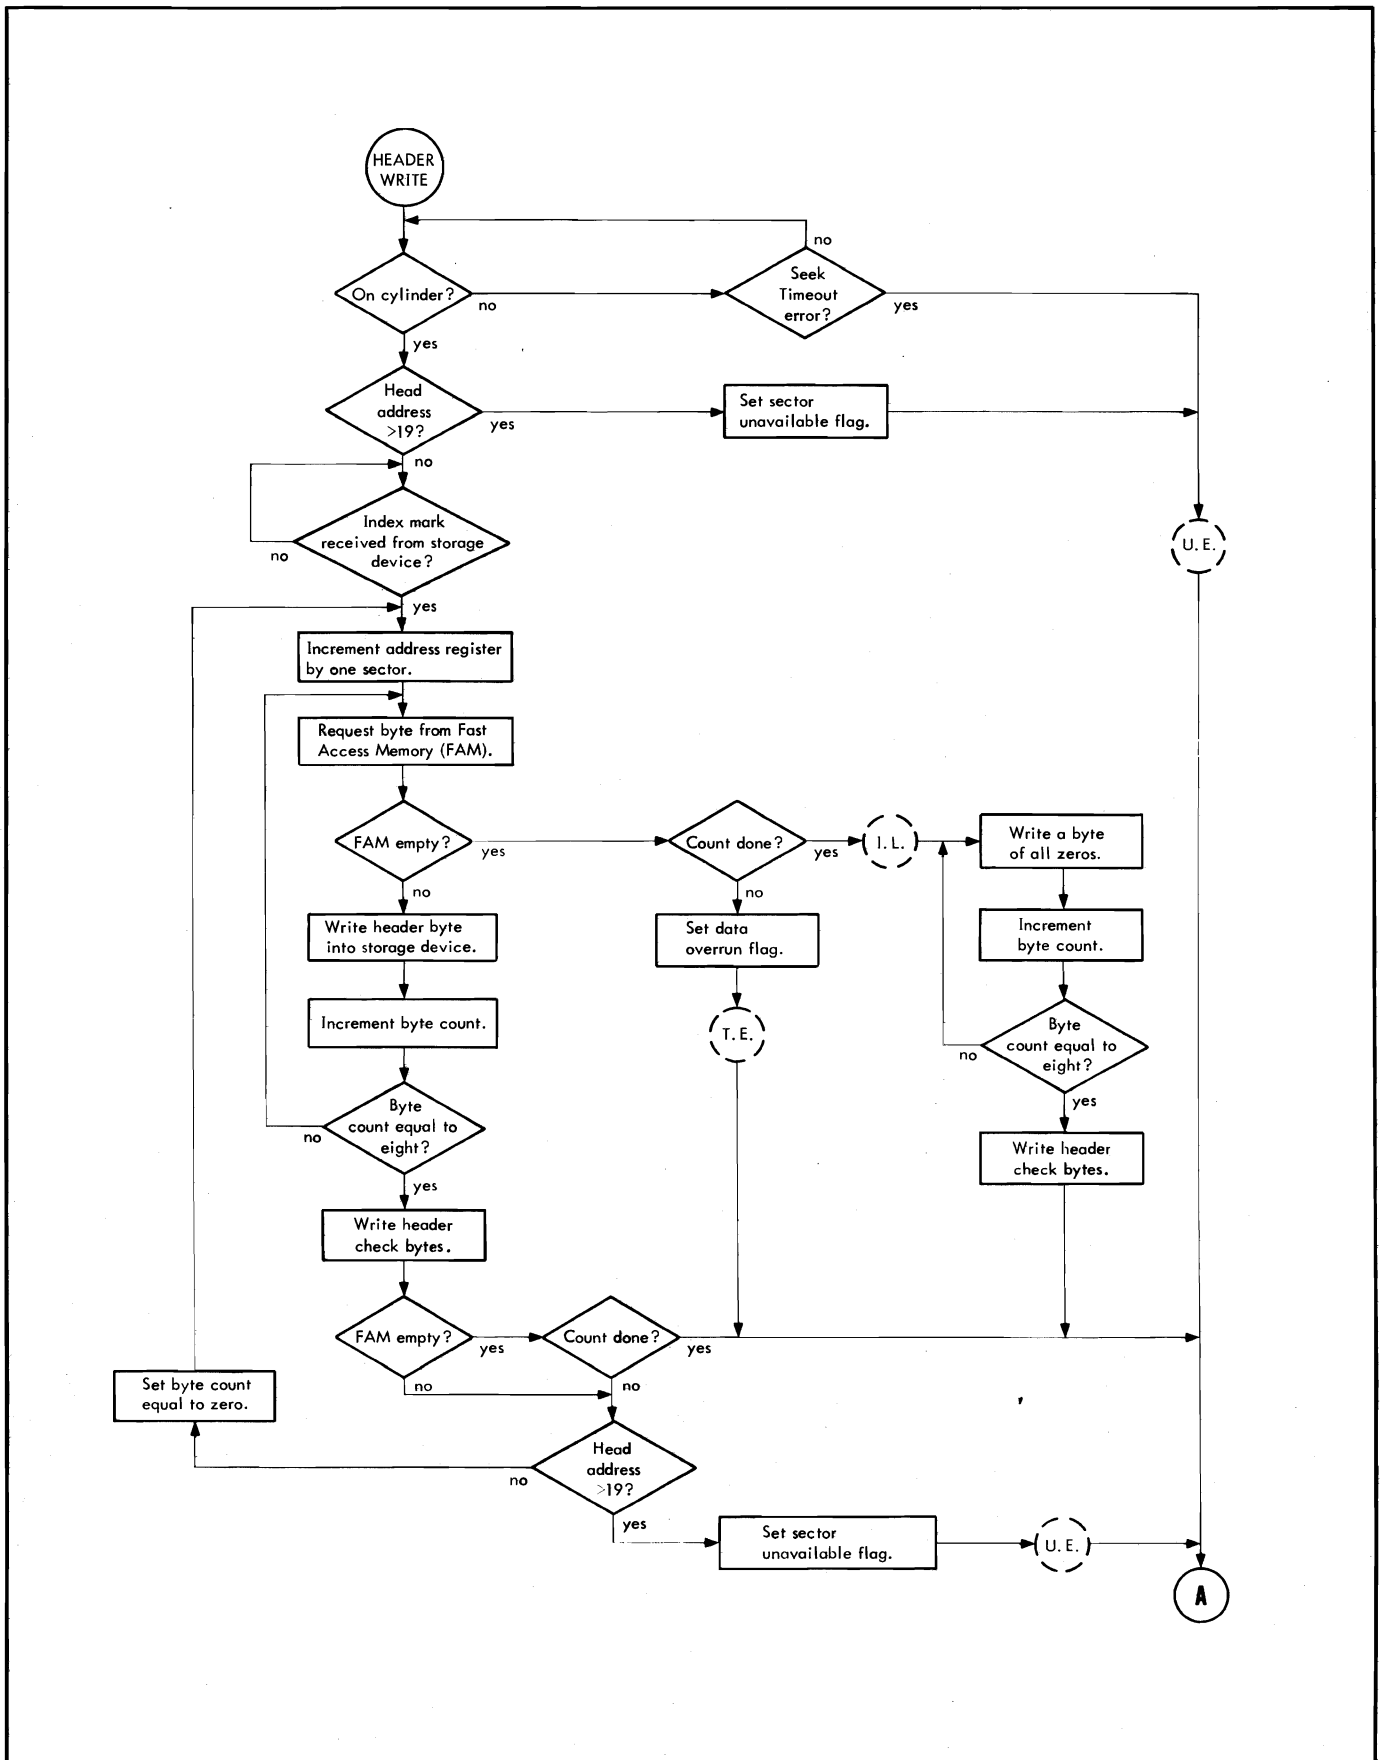 HEADER
WRITE
no
Seek
Timeout
error?
On cylinder?
no
yes
yes
Head
address
>19?
yes
Set sector
unavailable flag.
no
Index mark
received from storage
device?
no
U.E.
yes
Increment address register
by one sector.
Request byte from Fast
Access Memory (FAM).
FAM empty?
yes
Count done?
yes
I.L.
Write a byte
of all zeros.
no
no
Write header byte
into storage device.
Set data
overrun flag.
Increment
byte count.
Increment byte count.
T.E.
Byte
count equal to
eight?
no
yes
Byte
count equal to
eight?
no
yes
Write header
check bytes.
Write header
check bytes.
FAM empty?
yes
Count done?
yes
no
no
Set byte count
equal to zero.
Head
address
>19?
no
yes
Set sector
unavailable flag.
U.E.
A